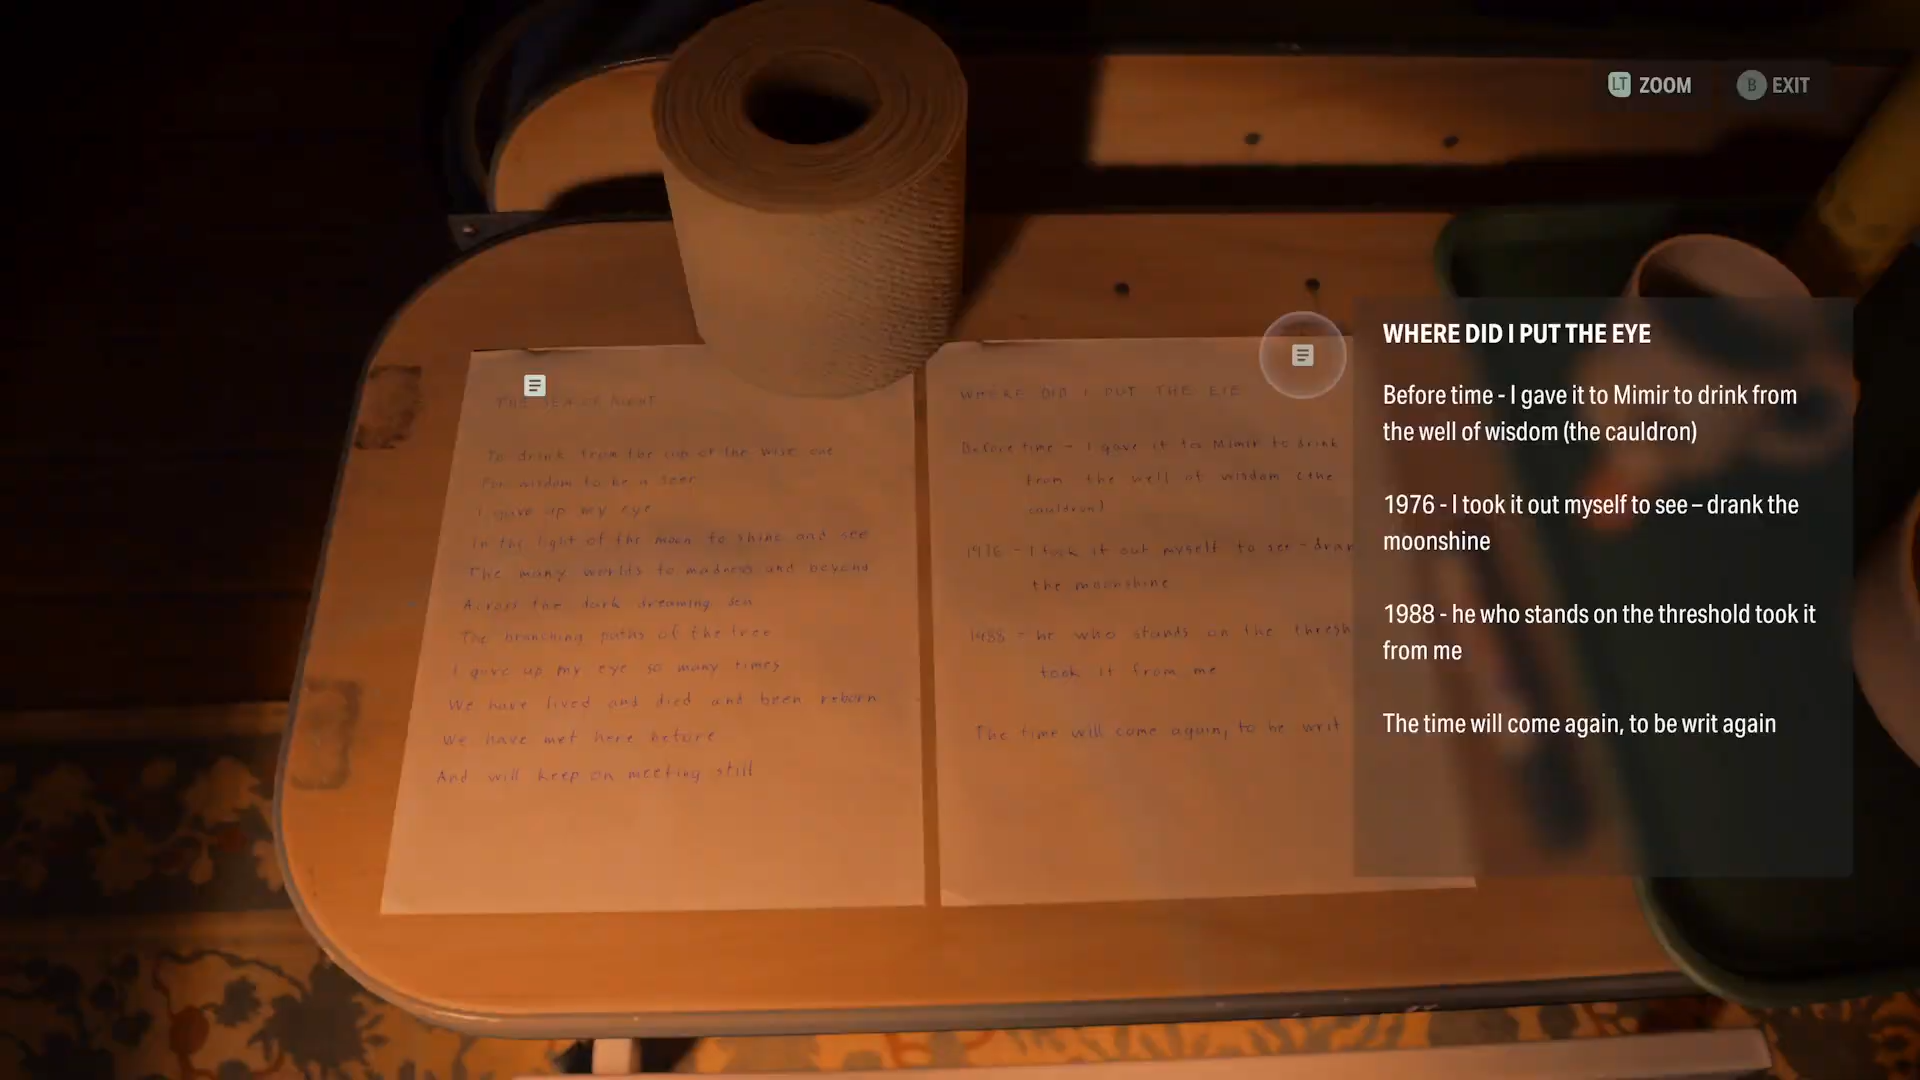 LT ZOOM B EXIT
THE SEA OF NIGHT
To drink from the cup of the wise one
For wisdom to be a seer
I gave up my eye
In the light of the moon to shine and see
The many worlds to madness and beyond
Across the dark dreaming sea
The branching paths of the tree
I gave up my eye so many times
We have lived and died and been reborn
We have met here before
And will keep on meeting still
WHERE DID I PUT THE EYE
Before time - I gave it to Mimir to drink
from the well of wisdom (the
cauldron)
1976 - I took it out myself to see - dran
the moonshine
1988 - he who stands on the thresh
took it from me
The time will come again, to be writ
WHERE DID I PUT THE EYE
Before time - I gave it to Mimir to drink from
the well of wisdom (the cauldron)
1976 - I took it out myself to see – drank the
moonshine
1988 - he who stands on the threshold took it
from me
The time will come again, to be writ again